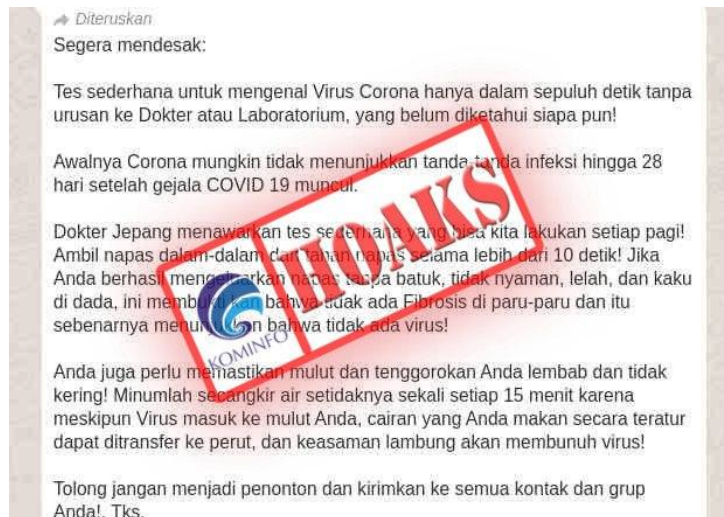 Diteruskan
Segera mendesak:
Tes sederhana untuk mengenal Virus Corona hanya dalam sepuluh detik tanpa
urusan ke Dokter atau Laboratorium, yang belum diketahui siapa pun!
Awalnya Corona mungkin tidak menunjukkan tanda-tanda infeksi hingga 28
hari setelah gejala COVID 19 muncul.
Dokter Jepang menawarkan tes sederhana yang bisa kita lakukan setiap pagi!
Ambil napas dalam-dalam dan tahan napas selama lebih dari 10 detik! Jika
Anda berhasil mengeluarkan napas tanpa batuk, tidak nyaman, lelah, dan kaku
di dada, ini membuktikan bahwa tidak ada Fibrosis di paru-paru dan itu
sebenarnya menunjukkan bahwa tidak ada virus!
HOAKS
KOMINFO
Anda juga perlu memastikan mulut dan tenggorokan Anda lembab dan tidak
kering! Minumlah secangkir air setidaknya sekali setiap 15 menit karena
meskipun Virus masuk ke mulut Anda, cairan yang Anda makan secara teratur
dapat ditransfer ke perut, dan keasaman lambung akan membunuh virus!
Tolong jangan menjadi penonton dan kirimkan ke semua kontak dan grup
Anda!. Tks.